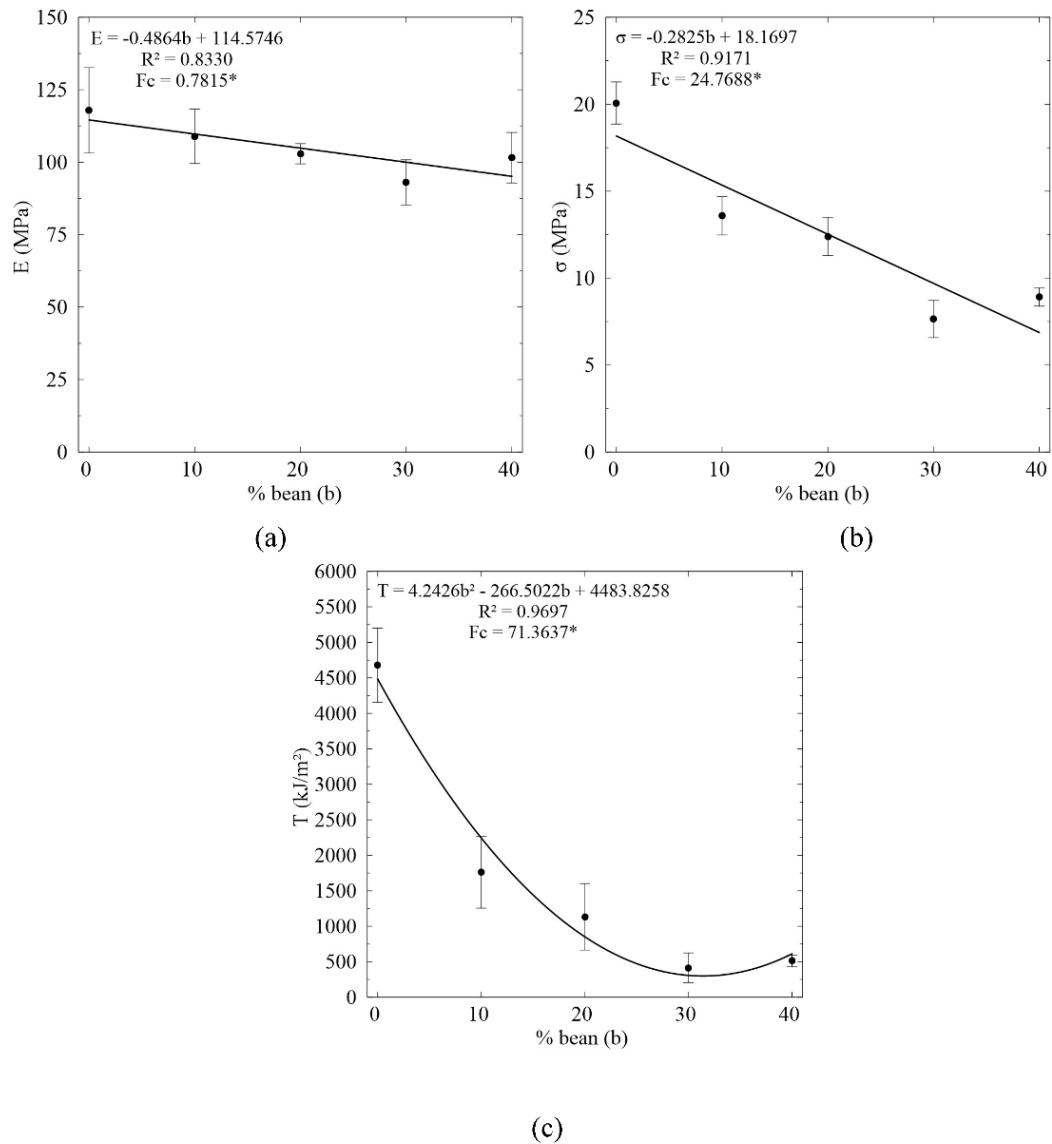 E = -0.4864b + 114.5746
R² = 0.8330
Fc = 0.7815*
150
125
100
75
50
25
0
E (MPa)
0 10 20 30 40
% bean (b)
(a)
σ = -0.2825b + 18.1697
R² = 0.9171
Fc = 24.7688*
25
20
15
10
5
0
σ (MPa)
0 10 20 30 40
% bean (b)
(b)
T = 4.2426b² - 266.5022b + 4483.8258
R² = 0.9697
Fc = 71.3637*
6000
5500
5000
4500
4000
3500
3000
2500
2000
1500
1000
500
0
T (kJ/m²)
0 10 20 30 40
% bean (b)
(c)